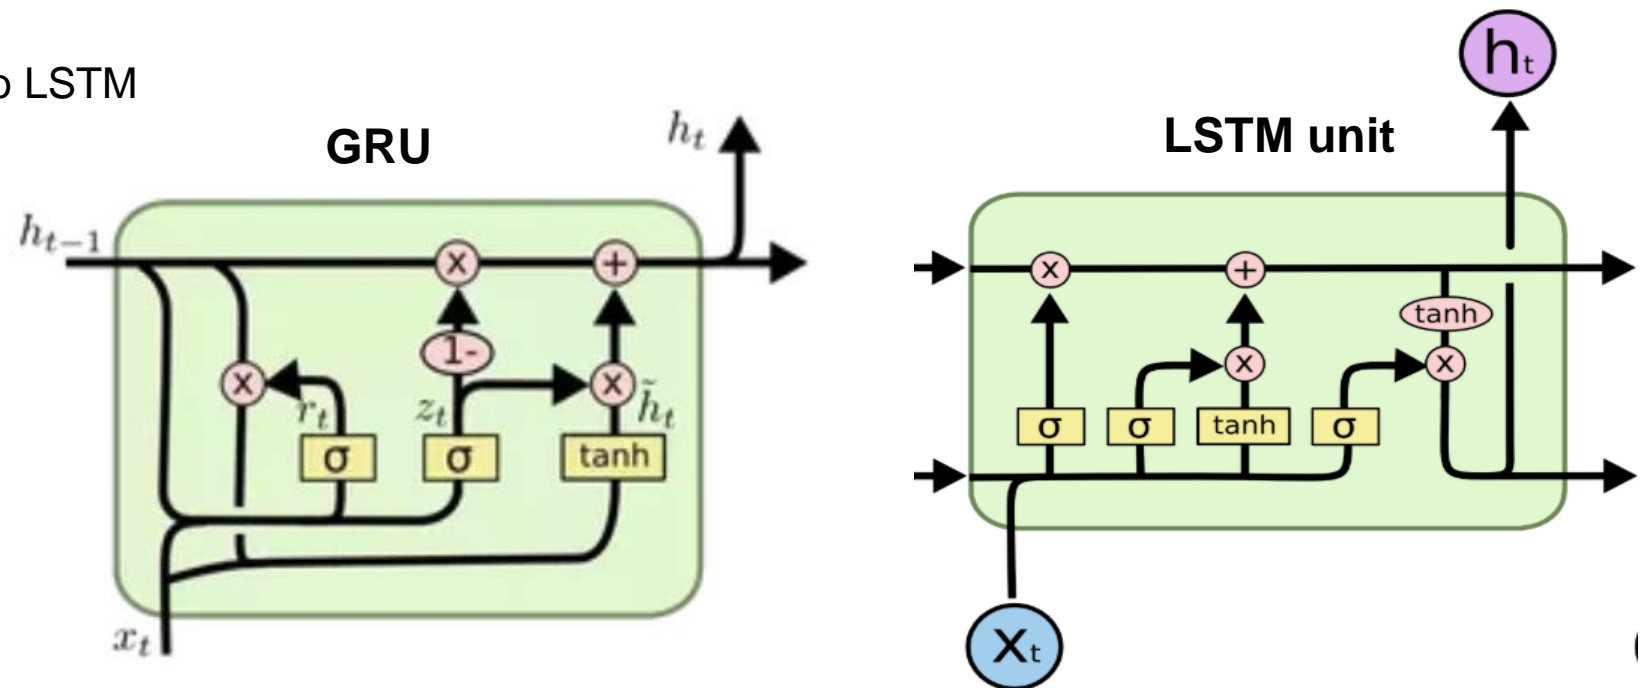 o LSTM
GRU
h_t
h_{t-1}
x
+
1-
x
r_t
z_t
x
h̃_t
σ
σ
tanh
x_t
h_t
LSTM unit
x
+
tanh
x
x
σ
σ
tanh
σ
X_t